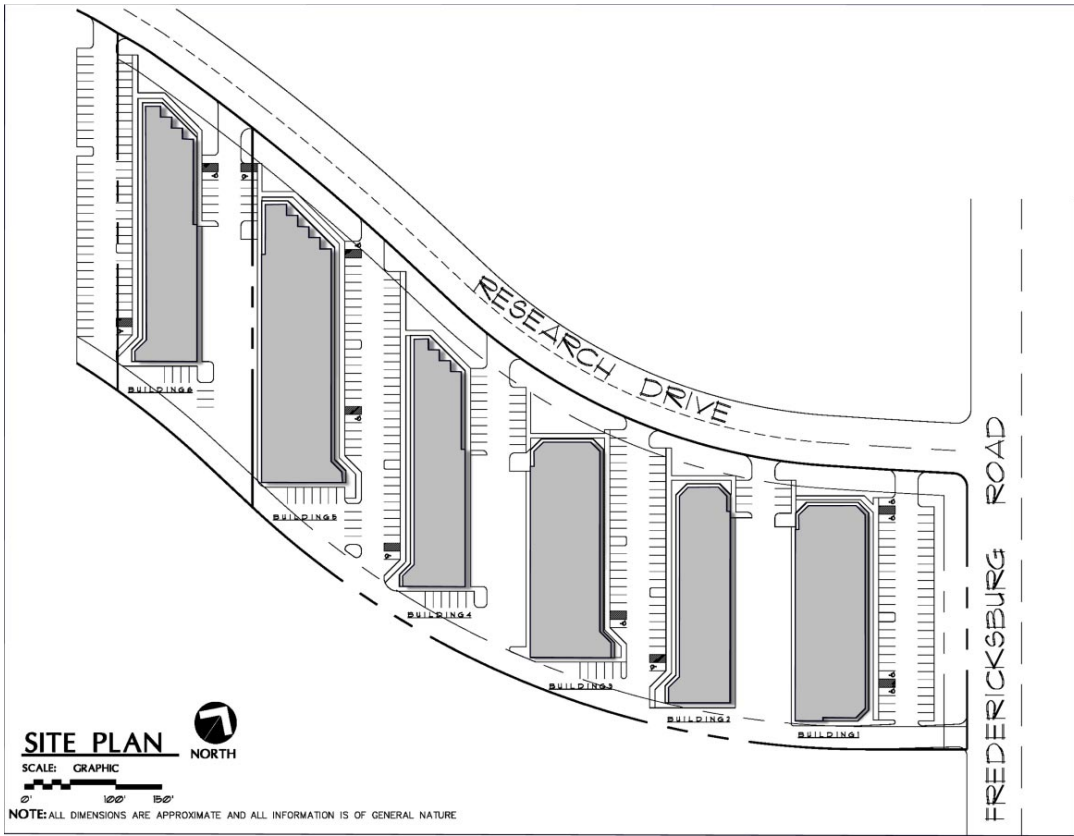 RESEARCH DRIVE
FREDERICKSBURG ROAD
BUILDING6
BUILDING5
BUILDING4
BUILDING3
BUILDING2
BUILDING1
SITE PLAN
NORTH
SCALE: GRAPHIC
0' 100' 150'
NOTE: ALL DIMENSIONS ARE APPROXIMATE AND ALL INFORMATION IS OF GENERAL NATURE